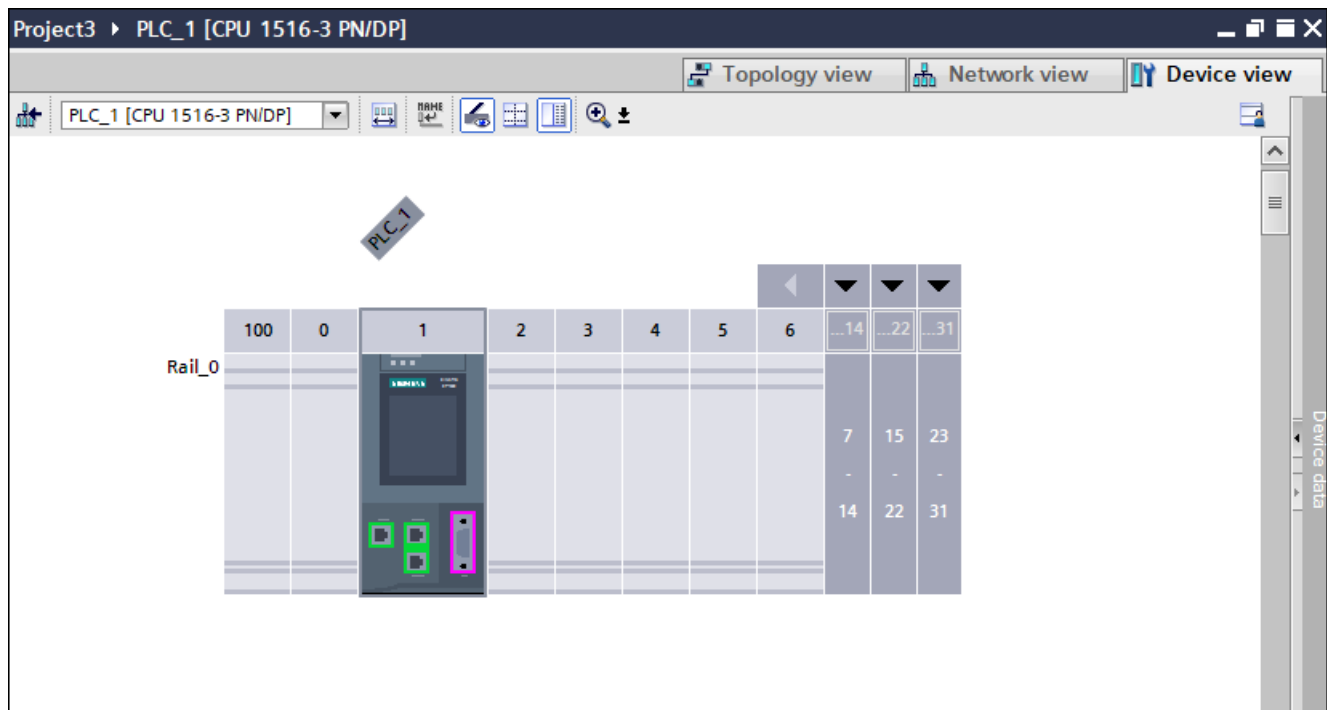 Project3 ▸ PLC_1 [CPU 1516-3 PN/DP]
Topology view Network view Device view
PLC_1 [CPU 1516-3 PN/DP] NAME
PLC_1
100 0 1 2 3 4 5 6 ...14 ...22 ...31
Rail_0
SIEMENS
7 15 23
- - -
14 22 31
Device data